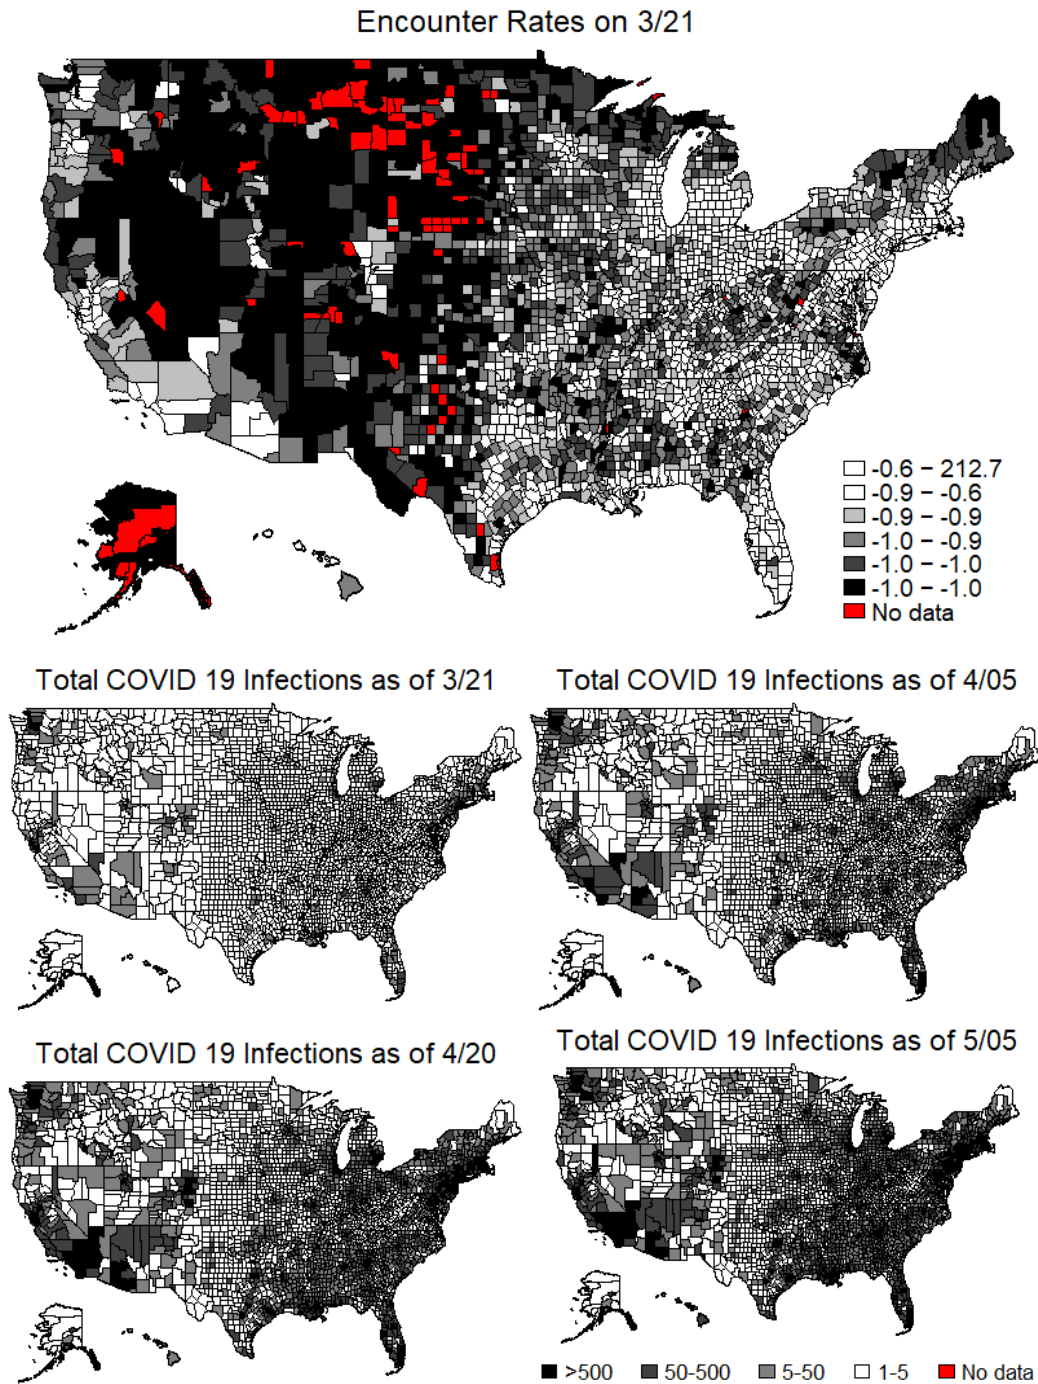 Encounter Rates on 3/21
-0.6 − 212.7
-0.9 − -0.6
-0.9 − -0.9
-1.0 − -0.9
-1.0 − -1.0
-1.0 − -1.0
No data
Total COVID 19 Infections as of 3/21
Total COVID 19 Infections as of 4/05
Total COVID 19 Infections as of 4/20
Total COVID 19 Infections as of 5/05
>500 50-500 5-50 1-5 No data